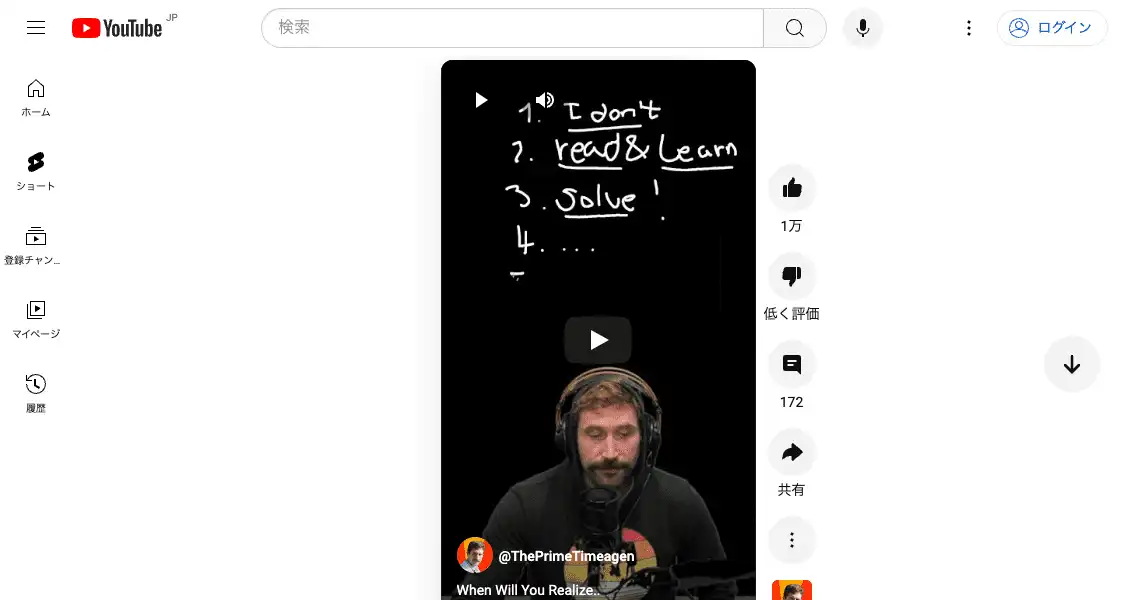 YouTube JP
検索
ログイン
ホーム
ショート
登録チャン...
マイページ
履歴
1. I don't
2. read & Learn
3. solve !
4. ....
@ThePrimeTimeagen
When Will You Realize..
1万
低く評価
172
共有